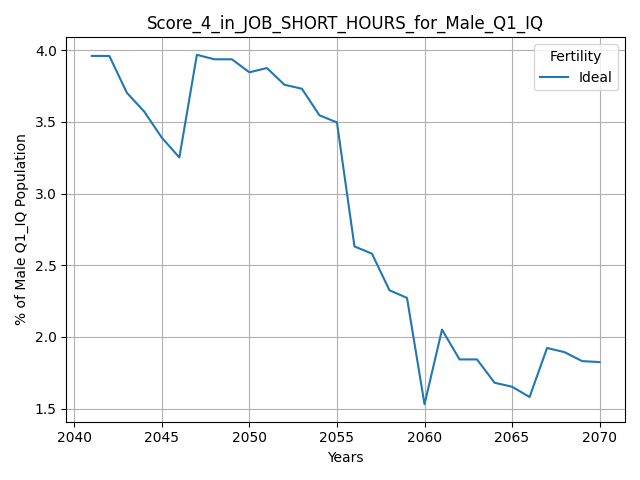 Score_4_in_JOB_SHORT_HOURS_for_Male_Q1_IQ
Fertility
Ideal
% of Male Q1_IQ Population
4.0
3.5
3.0
2.5
2.0
1.5
2040 2045 2050 2055 2060 2065 2070
Years